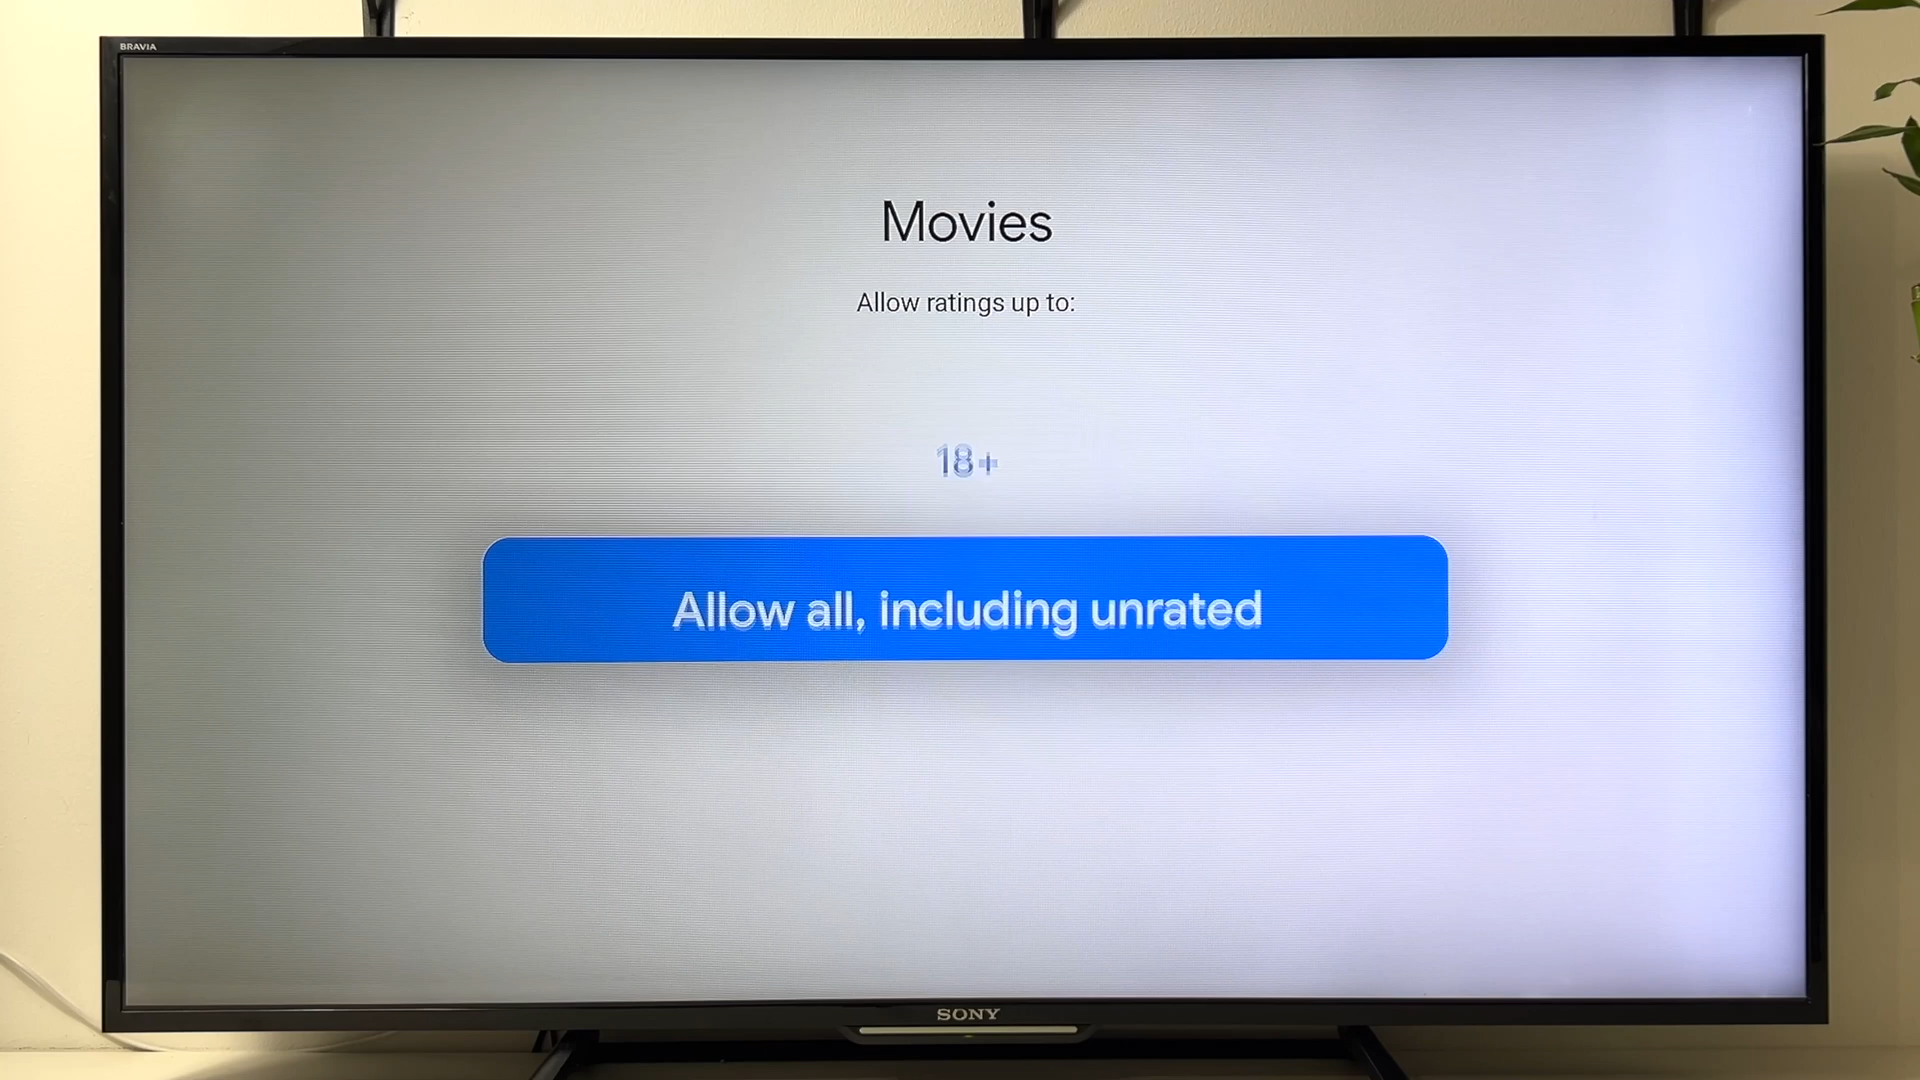 BRAVIA
Movies
Allow ratings up to:
18+
Allow all, including unrated
SONY